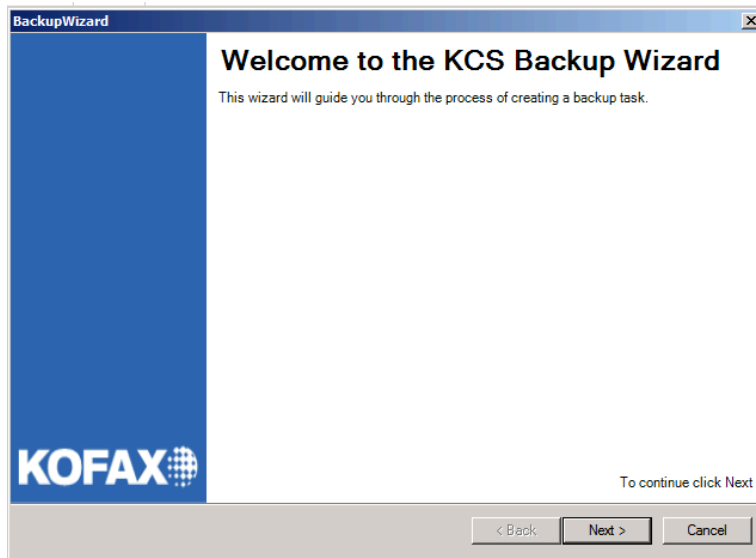 BackupWizard
Welcome to the KCS Backup Wizard
This wizard will guide you through the process of creating a backup task.
KOFAX
To continue click Next
< Back
Next >
Cancel